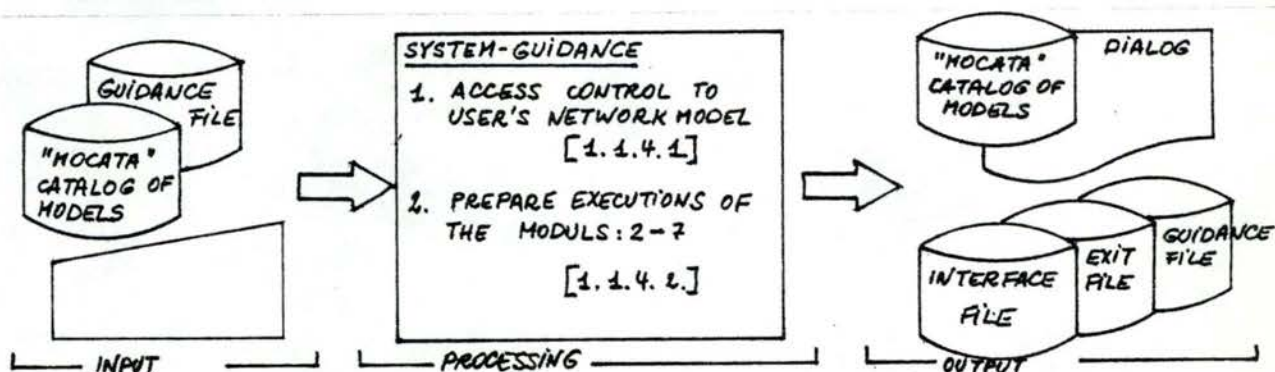 GUIDANCE
FILE
"MOCATA"
CATALOG OF
MODELS
INPUT
SYSTEM-GUIDANCE
1. ACCESS CONTROL TO
USER'S NETWORK MODEL
[1.1.4.1]
2. PREPARE EXECUTIONS OF
THE MODULS: 2-7
[1.1.4.2.]
PROCESSING
"MOCATA"
CATALOG OF
MODELS
DIALOG
INTERFACE
FILE
EXIT
FILE
GUIDANCE
FILE
OUTPUT